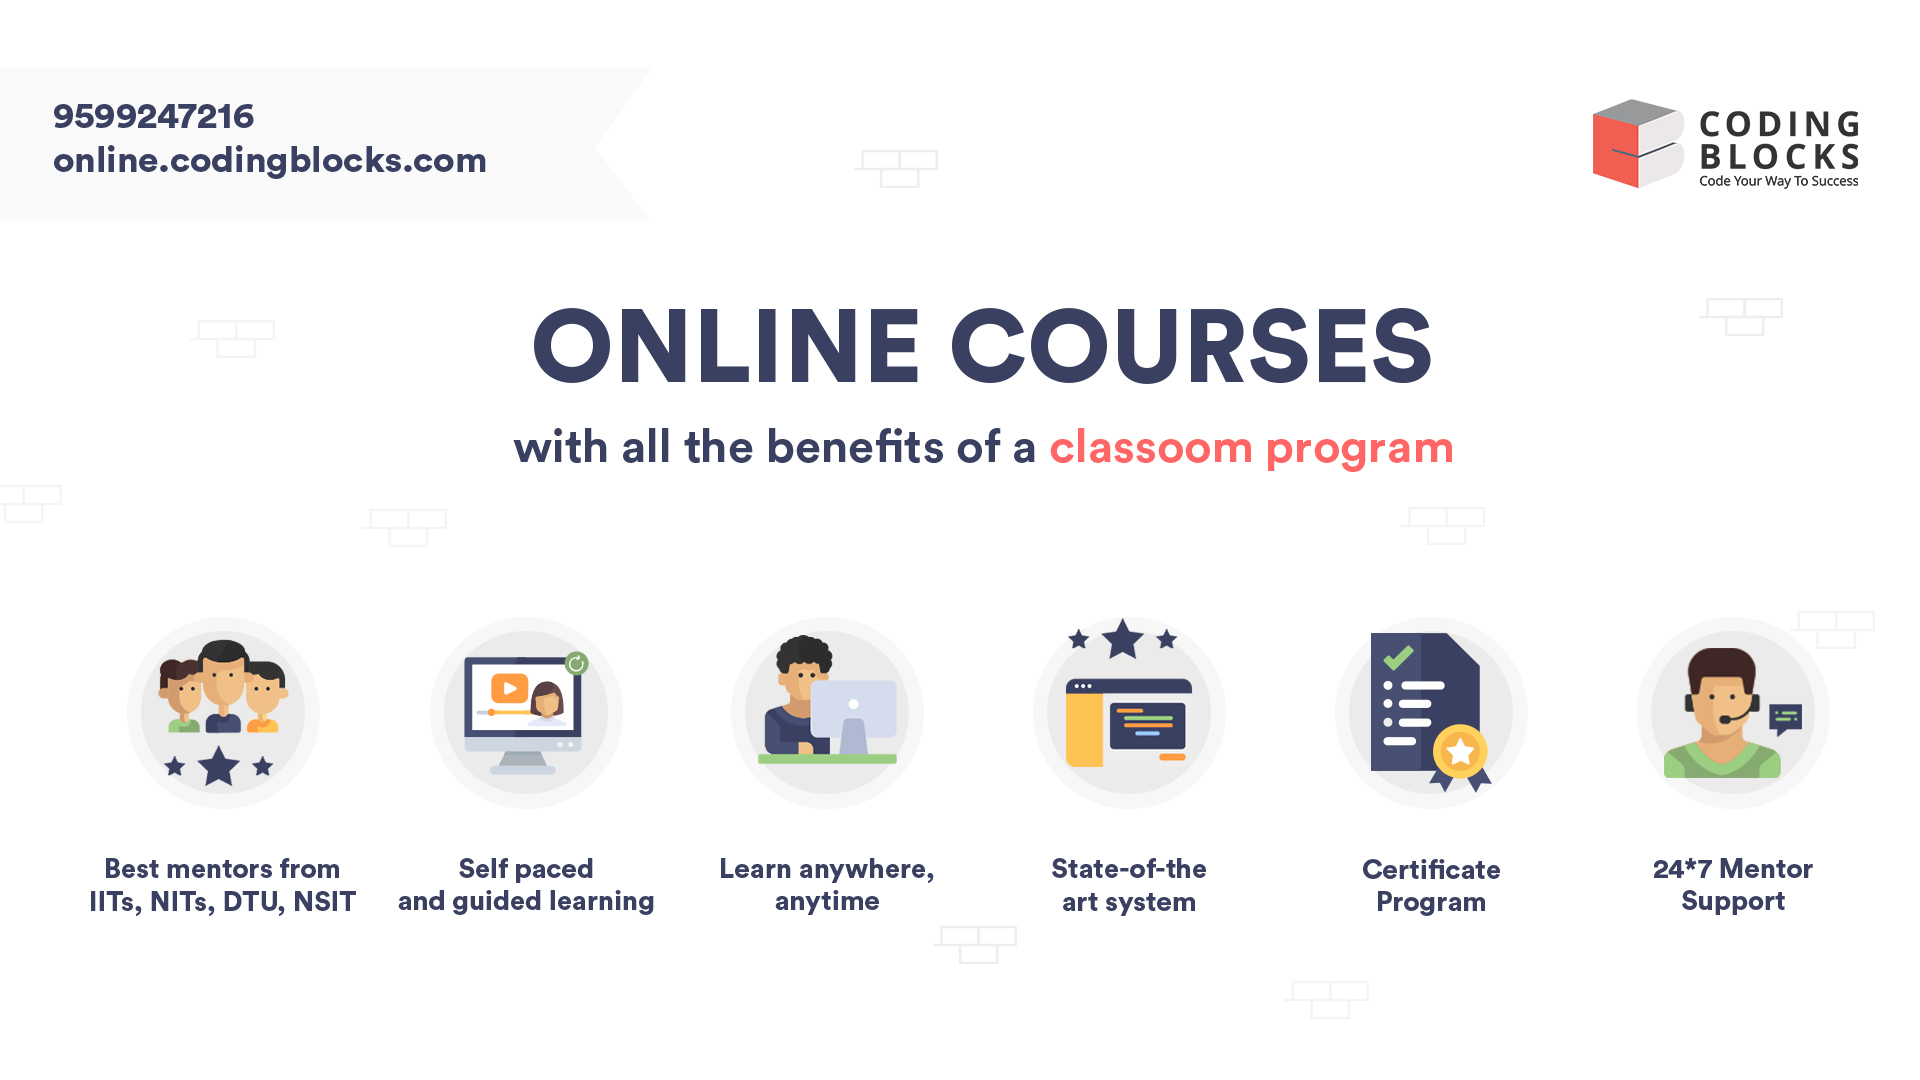 9599247216
online.codingblocks.com
CODING
BLOCKS
Code Your Way To Success
ONLINE COURSES
with all the benefits of a classoom program
Best mentors from
IITs, NITs, DTU, NSIT
Self paced
and guided learning
Learn anywhere,
anytime
State-of-the
art system
Certificate
Program
24*7 Mentor
Support